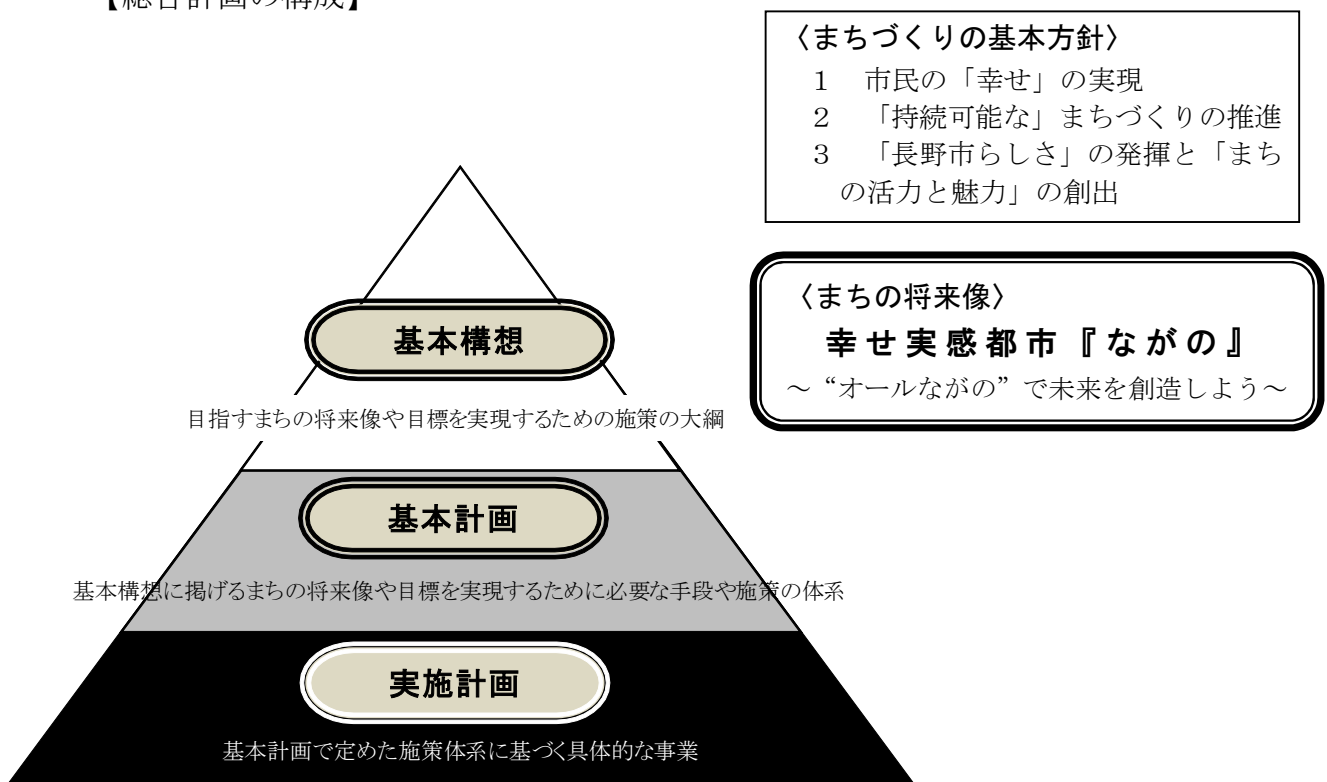 【総合計画の構成】
〈まちづくりの基本方針〉
1 市民の「幸せ」の実現
2 「持続可能な」まちづくりの推進
3 「長野市らしさ」の発揮と「まち
の活力と魅力」の創出
〈まちの将来像〉
幸せ実感都市『ながの』
～“オールながの”で未来を創造しよう～
基本構想
目指すまちの将来像や目標を実現するための施策の大綱
基本計画
基本構想に掲げるまちの将来像や目標を実現するために必要な手段や施策の体系
実施計画
基本計画で定めた施策体系に基づく具体的な事業